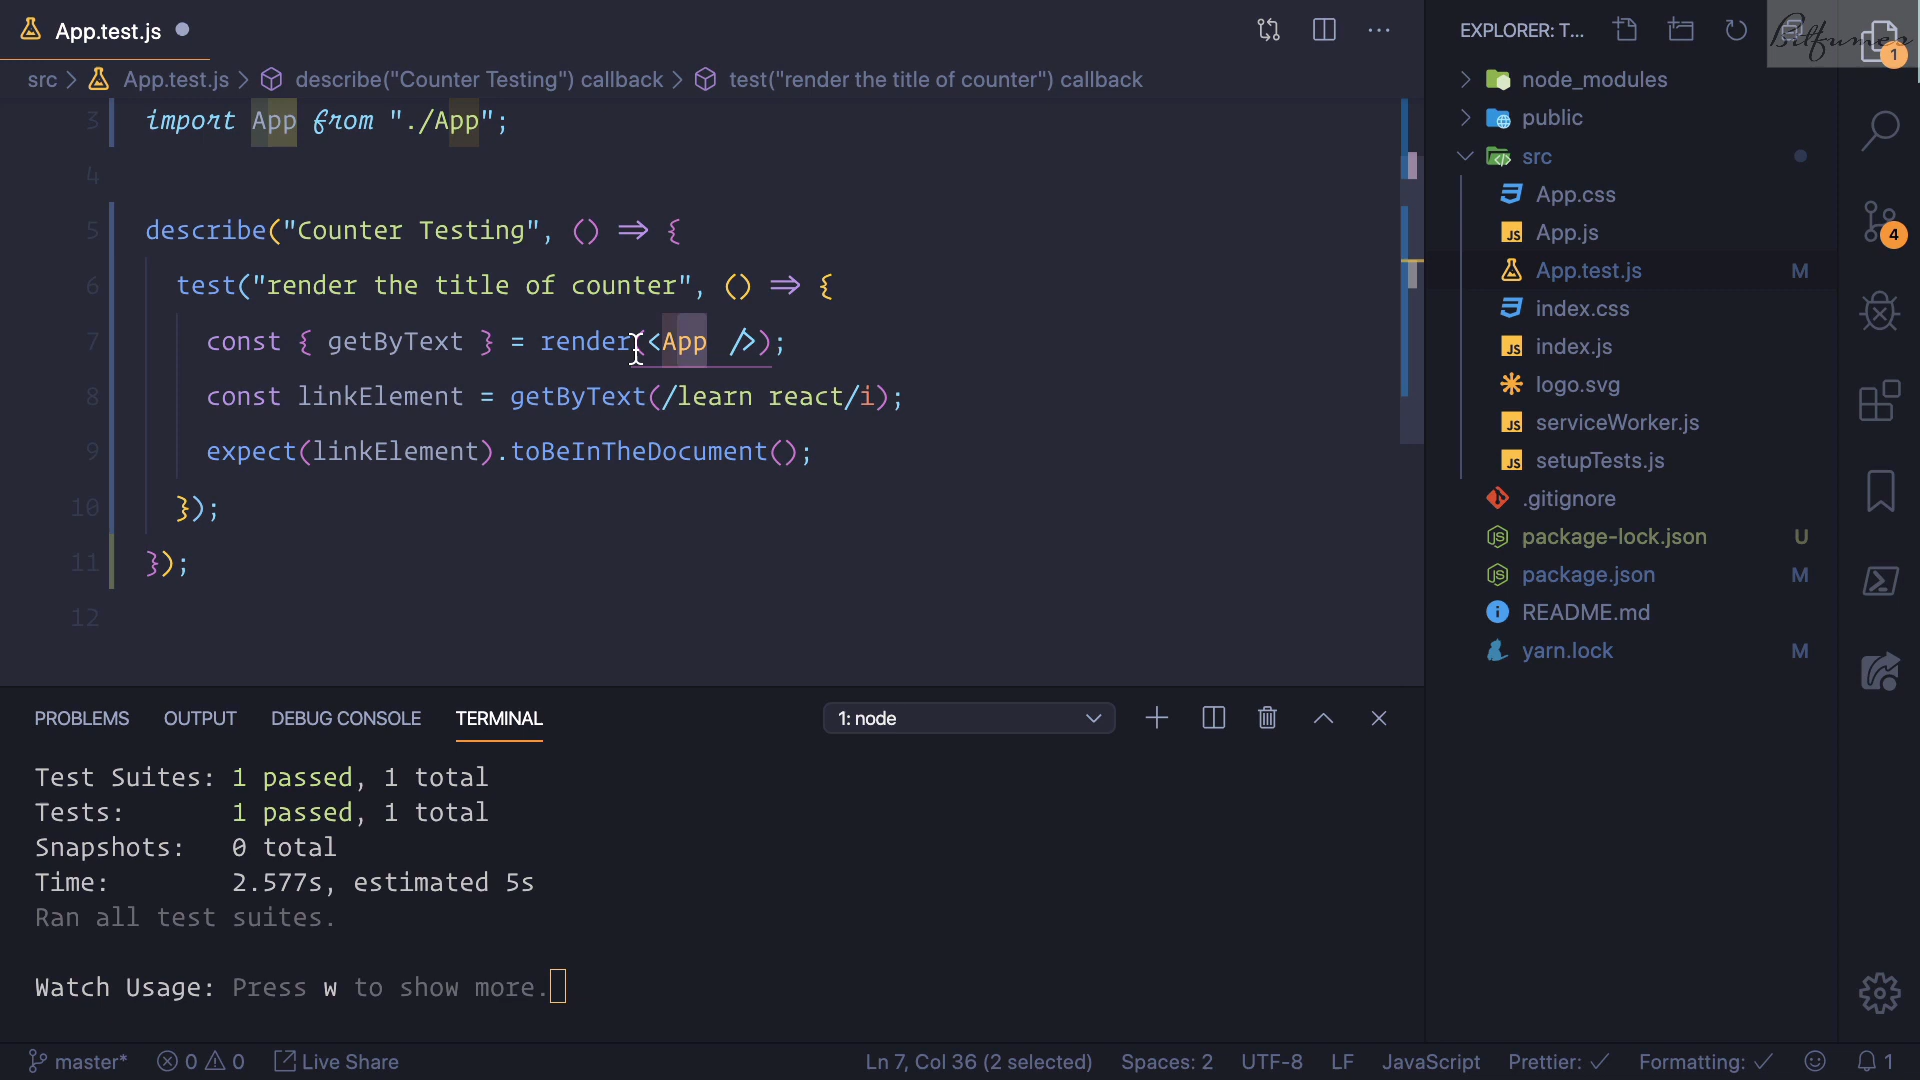 App.test.js
src > App.test.js > describe("Counter Testing") callback > test("render the title of counter") callback
3 import App from "./App";
4
5 describe("Counter Testing", () => {
6 test("render the title of counter", () => {
7 const { getByText } = render(<App />);
8 const linkElement = getByText(/learn react/i);
9 expect(linkElement).toBeInTheDocument();
10 });
11 });
12
PROBLEMS OUTPUT DEBUG CONSOLE TERMINAL 1: node
Test Suites: 1 passed, 1 total
Tests: 1 passed, 1 total
Snapshots: 0 total
Time: 2.577s, estimated 5s
Ran all test suites.
Watch Usage: Press w to show more.
EXPLORER: T...
Bitfumes
1
node_modules
public
src
App.css
App.js
App.test.js M
index.css
index.js
logo.svg
serviceWorker.js
setupTests.js
.gitignore
package-lock.json U
package.json M
README.md
yarn.lock M
4
master* 0 0 Live Share Ln 7, Col 36 (2 selected) Spaces: 2 UTF-8 LF JavaScript Prettier: ✓ Formatting: ✓ 1